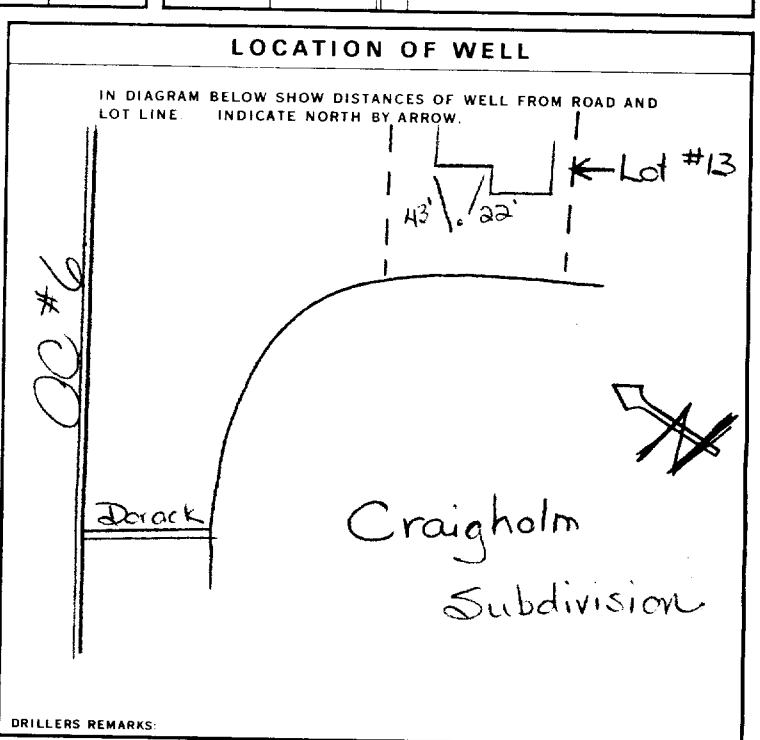 LOCATION OF WELL
IN DIAGRAM BELOW SHOW DISTANCES OF WELL FROM ROAD AND
LOT LINE. INDICATE NORTH BY ARROW.
Lot #13
43' 22'
OC #6
N
Dorack
Craigholm
Subdivision
DRILLERS REMARKS: